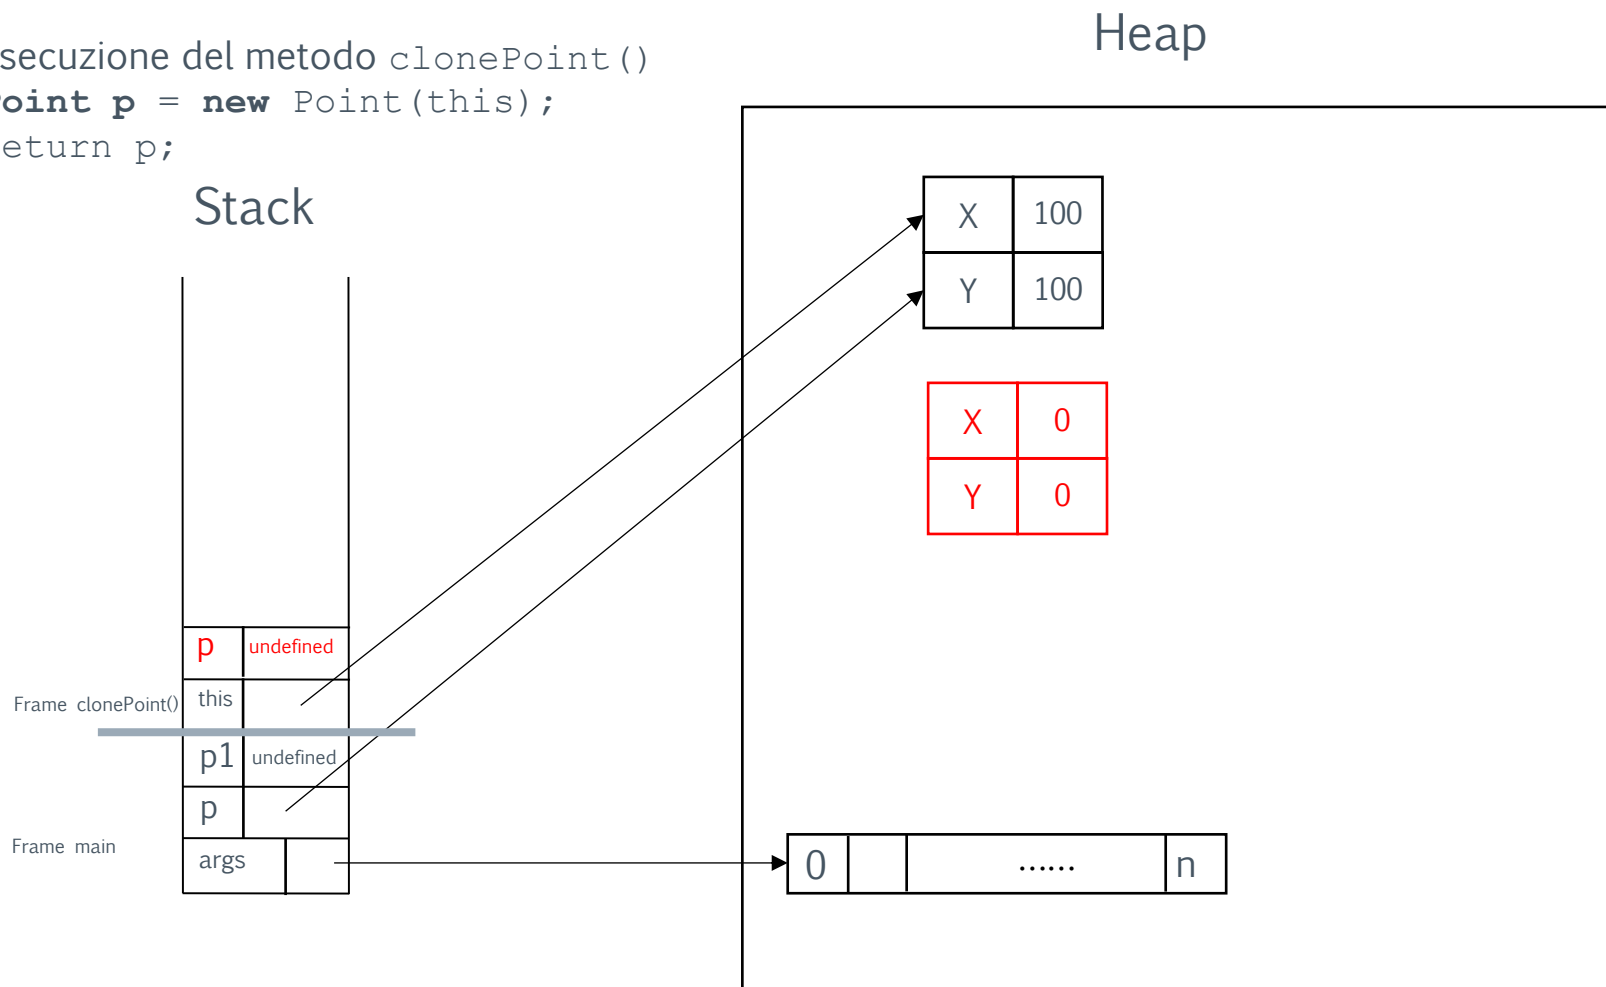 Heap
secuzione del metodo clonePoint()
oint p = new Point(this);
eturn p;
Stack
X 100
Y 100
X 0
Y 0
p undefined
Frame clonePoint() this
p1 undefined
p
Frame main
args
0 ...... n